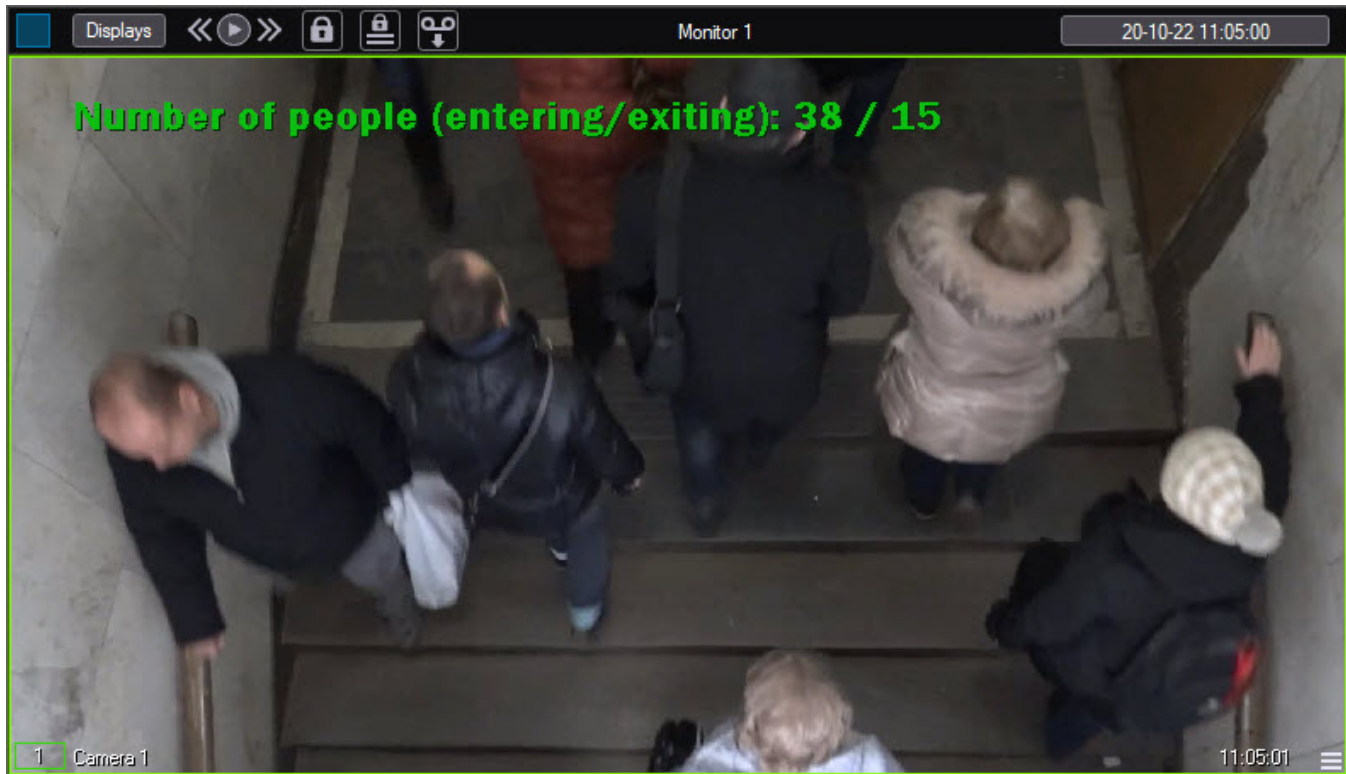 Displays
Monitor 1
20-10-22 11:05:00
Number of people (entering/exiting): 38 / 15
1 Camera 1
11:05:01